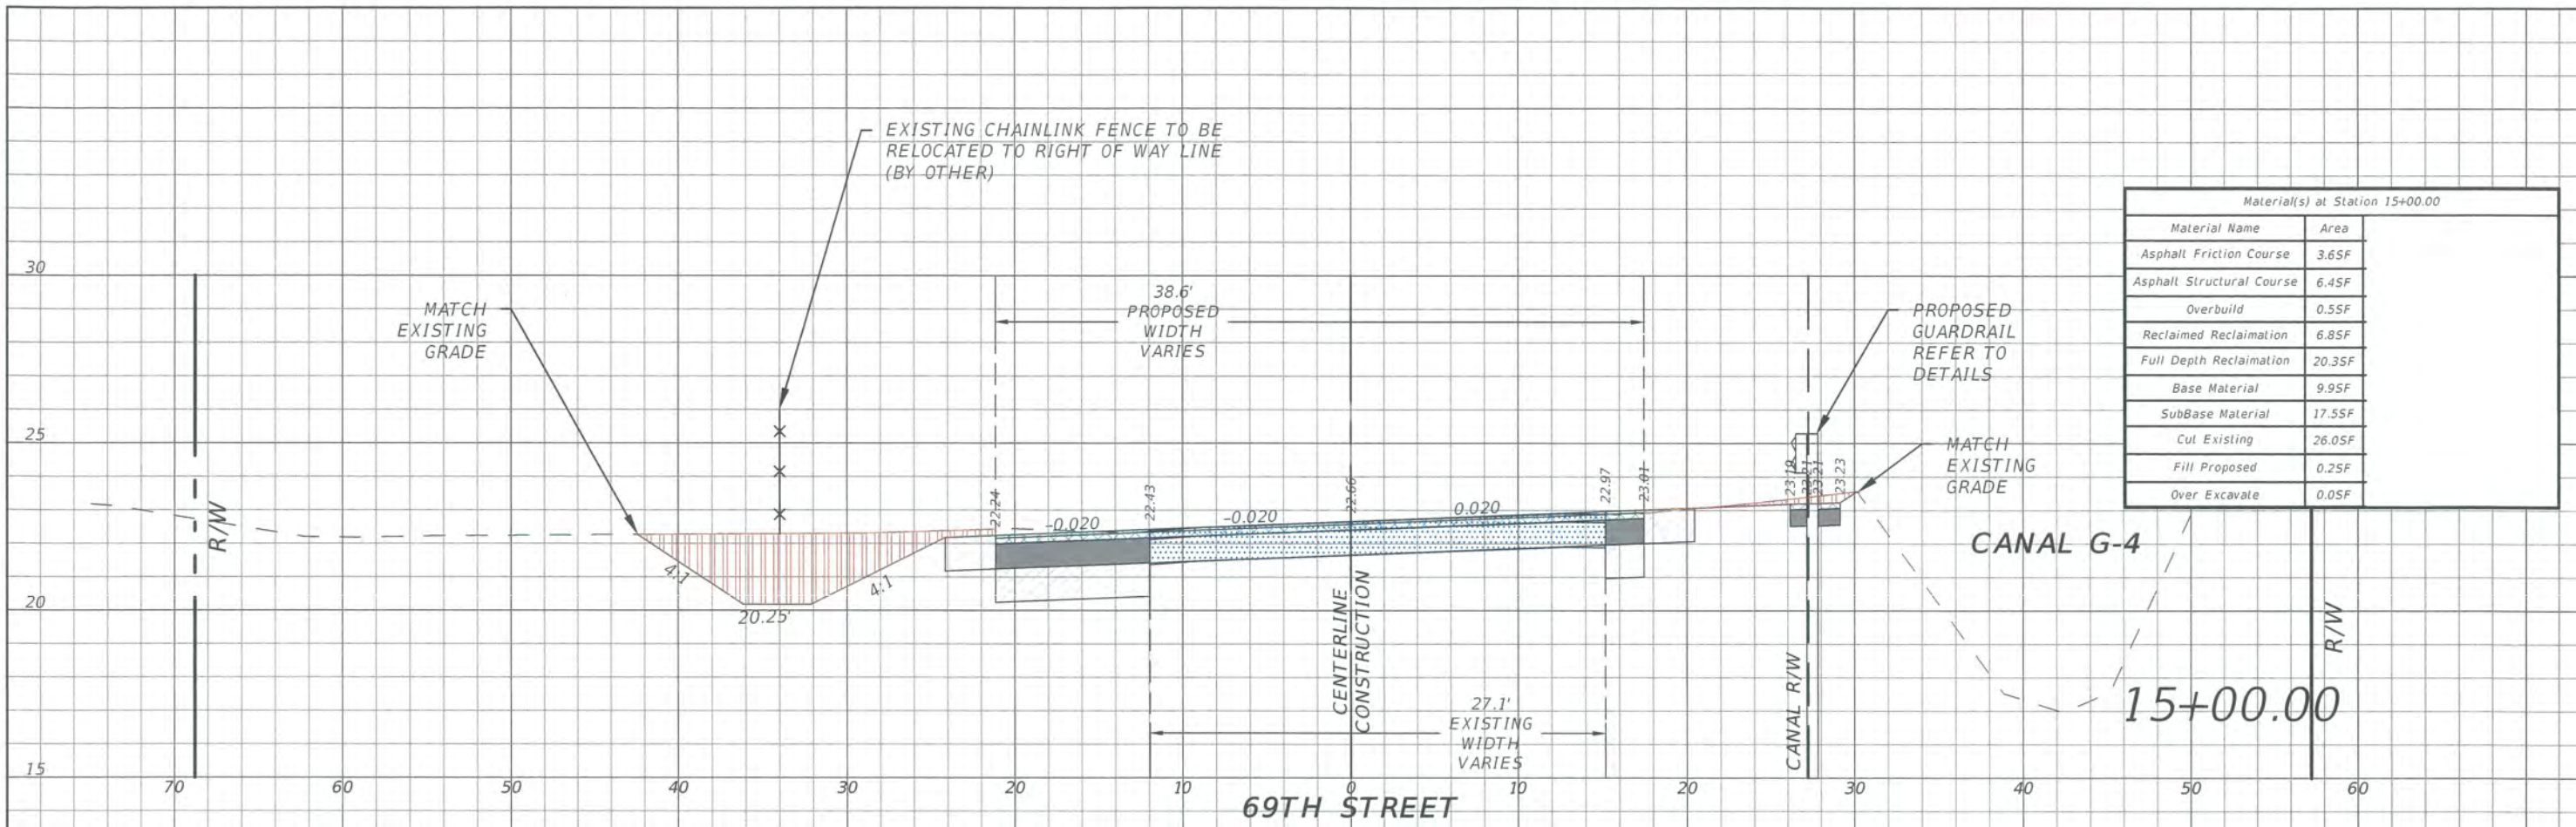 EXISTING CHAINLINK FENCE TO BE
RELOCATED TO RIGHT OF WAY LINE
(BY OTHER)
Material(s) at Station 15+00.00
Material Name Area
Asphalt Friction Course 3.6SF
Asphalt Structural Course 6.4SF
Overbuild 0.5SF
Reclaimed Reclaimation 6.8SF
Full Depth Reclaimation 20.3SF
Base Material 9.9SF
SubBase Material 17.5SF
Cut Existing 26.0SF
Fill Proposed 0.2SF
Over Excavate 0.0SF
30
25
20
15
MATCH
EXISTING
GRADE
38.6'
PROPOSED
WIDTH
VARIES
PROPOSED
GUARDRAIL
REFER TO
DETAILS
MATCH
EXISTING
GRADE
R/W
4:1
20.25'
4:1
22.24
-0.020
22.43
-0.020
22.66
0.020
22.97
23.01
23.19
23.21
23.21
23.23
CANAL G-4
CENTERLINE
CONSTRUCTION
27.1'
EXISTING
WIDTH
VARIES
CANAL R/W
R/W
15+00.00
70 60 50 40 30 20 10 0 10 20 30 40 50 60
69TH STREET